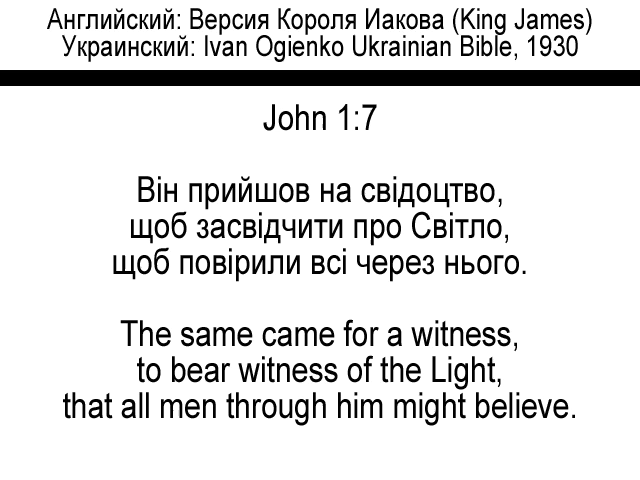 Английский: Версия Короля Иакова (King James)
Украинский: Ivan Ogienko Ukrainian Bible, 1930
John 1:7
Він прийшов на свідоцтво,
щоб засвідчити про Світло,
щоб повірили всі через нього.
The same came for a witness,
to bear witness of the Light,
that all men through him might believe.